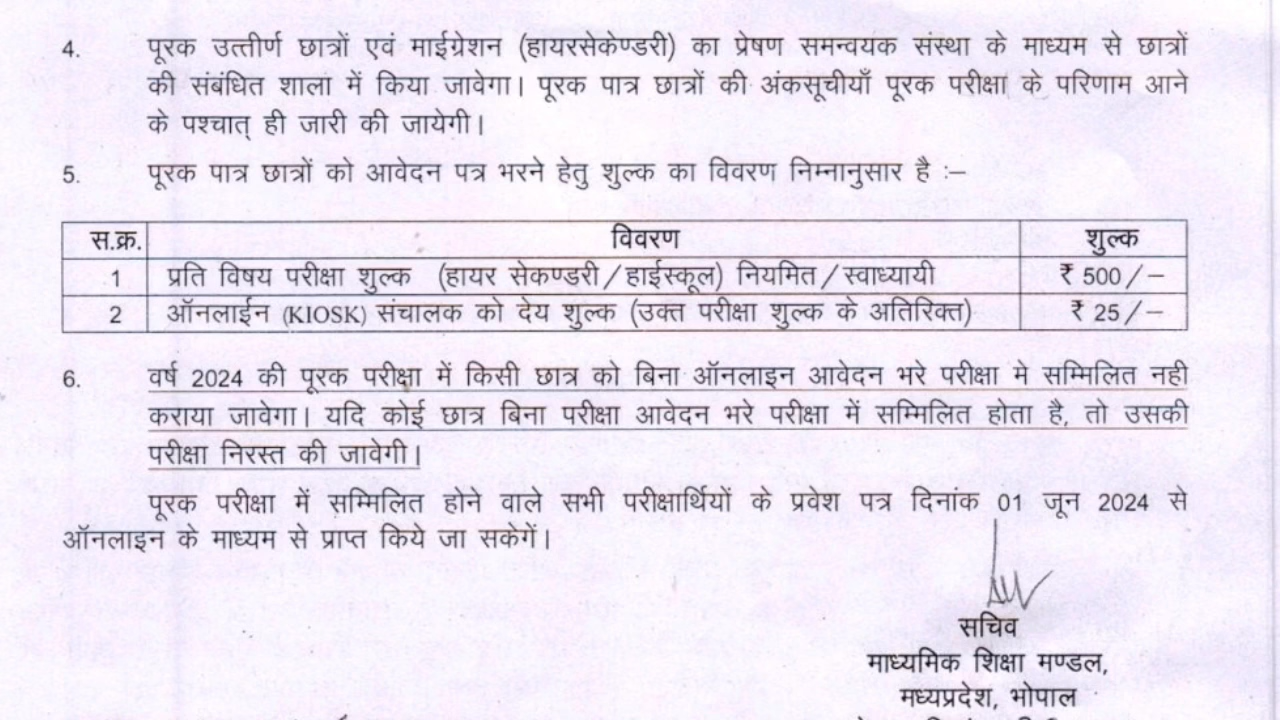 4. पूरक उत्तीर्ण छात्रों एवं माईग्रेशन (हायरसेकेण्डरी) का प्रेषण समन्वयक संस्था के माध्यम से छात्रों
की संबंधित शाला में किया जावेगा। पूरक पात्र छात्रों की अंकसूचीयाँ पूरक परीक्षा के परिणाम आने
के पश्चात् ही जारी की जायेगी।
5. पूरक पात्र छात्रों को आवेदन पत्र भरने हेतु शुल्क का विवरण निम्नानुसार है :–
स.क्र. विवरण शुल्क
1 प्रति विषय परीक्षा शुल्क (हायर सेकण्डरी/हाईस्कूल) नियमित/स्वाध्यायी ₹ 500/–
2 ऑनलाईन (KIOSK) संचालक को देय शुल्क (उक्त परीक्षा शुल्क के अतिरिक्त) ₹ 25/–
6. वर्ष 2024 की पूरक परीक्षा में किसी छात्र को बिना ऑनलाइन आवेदन भरे परीक्षा मे सम्मिलित नही
कराया जावेगा। यदि कोई छात्र बिना परीक्षा आवेदन भरे परीक्षा में सम्मिलित होता है, तो उसकी
परीक्षा निरस्त की जावेगी।
पूरक परीक्षा में सम्मिलित होने वाले सभी परीक्षार्थियों के प्रवेश पत्र दिनांक 01 जून 2024 से
ऑनलाइन के माध्यम से प्राप्त किये जा सकेगें।
सचिव
माध्यमिक शिक्षा मण्डल,
मध्यप्रदेश, भोपाल